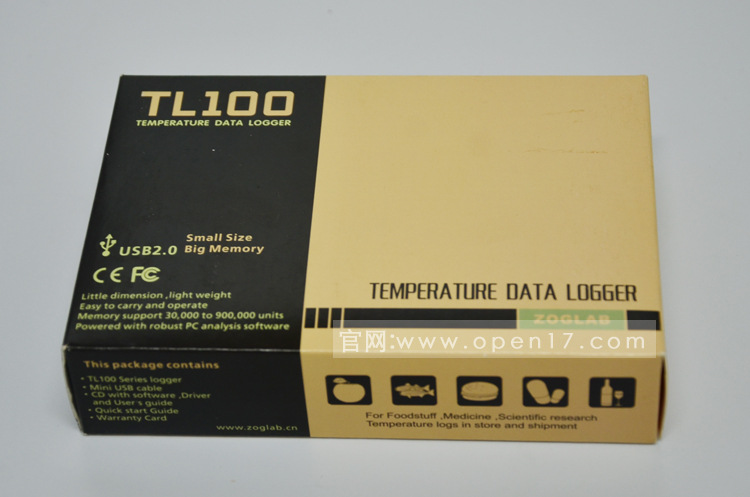 TL100
TEMPERATURE DATA LOGGER
USB2.0
Small Size
Big Memory
CE FC
Little dimension ,light weight
Easy to carry and operate
Memory support 30,000 to 900,000 units
Powered with robust PC analysis software
TEMPERATURE DATA LOGGER
ZOGLAB
官网:www.open17.com
This package contains
· TL100 Series logger
· Mini USB cable
· CD with software ,Driver
and User's guide
· Quick start Guide
· Warranty Card
www.zoglab.cn
For Foodstuff ,Medicine ,Scientific research
Temperature logs in store and shipment